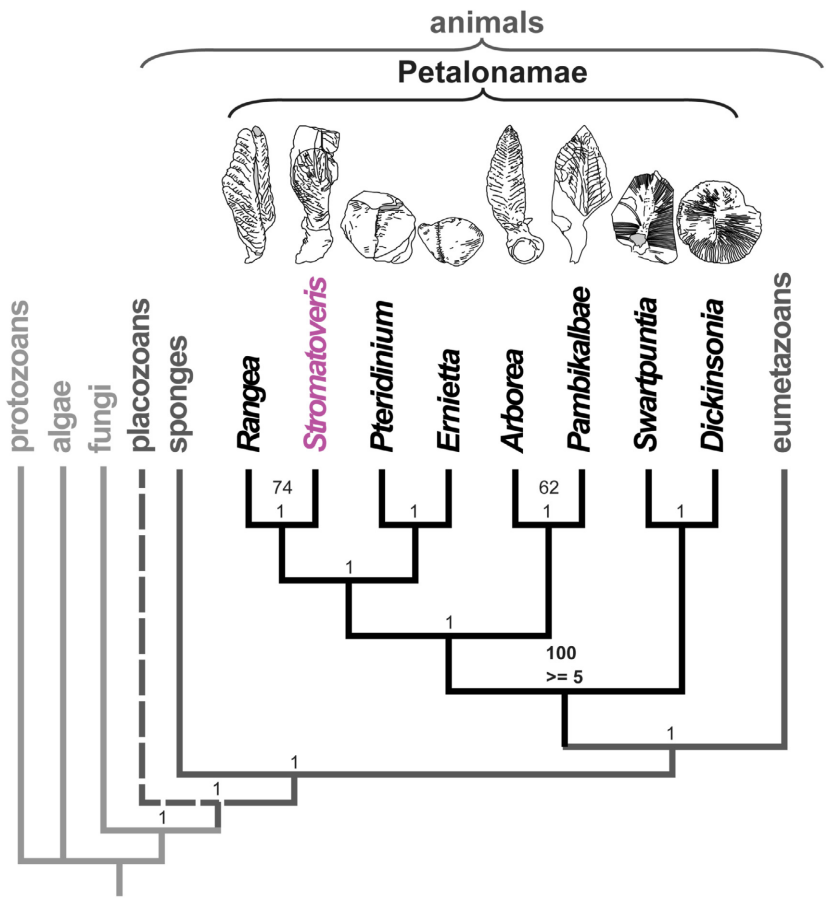 animals
Petalonamae
protozoans
algae
fungi
placozoans
sponges
Rangea
Stromatoveris
Pteridinium
Ernietta
Arborea
Pambikalbae
Swartpuntia
Dickinsonia
eumetazoans
74
62
1
1
1
1
1
1
100
>= 5
1
1
1
1